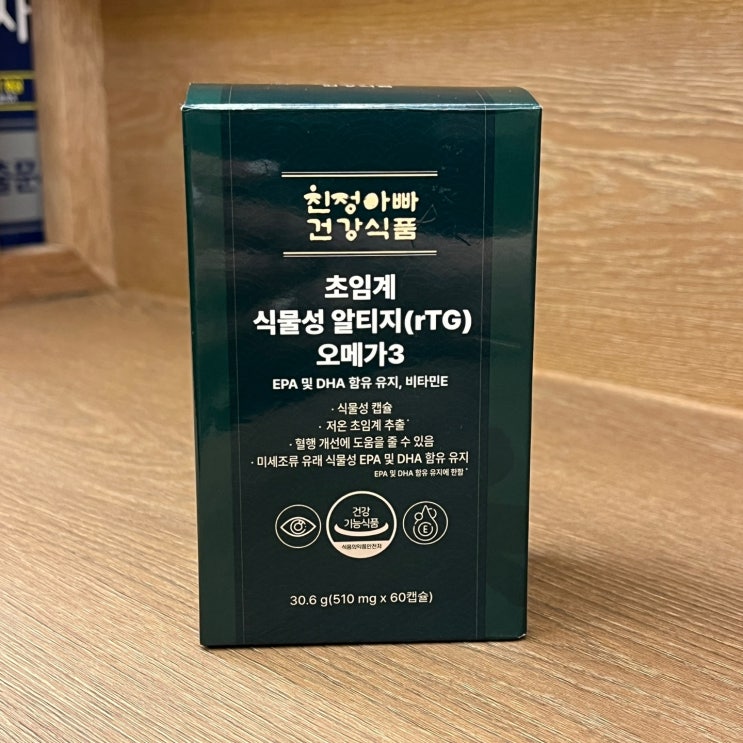 사
출문
친정아빠
건강식품
초임계
식물성 알티지(rTG)
오메가3
EPA 및 DHA 함유 유지, 비타민E
· 식물성 캡슐
· 저온 초임계 추출*
· 혈행 개선에 도움을 줄 수 있음
· 미세조류 유래 식물성 EPA 및 DHA 함유 유지
EPA 및 DHA 함유 유지에 한함*
건강
기능식품
식품의약품안전처
E
30.6 g(510 mg x 60캡슐)